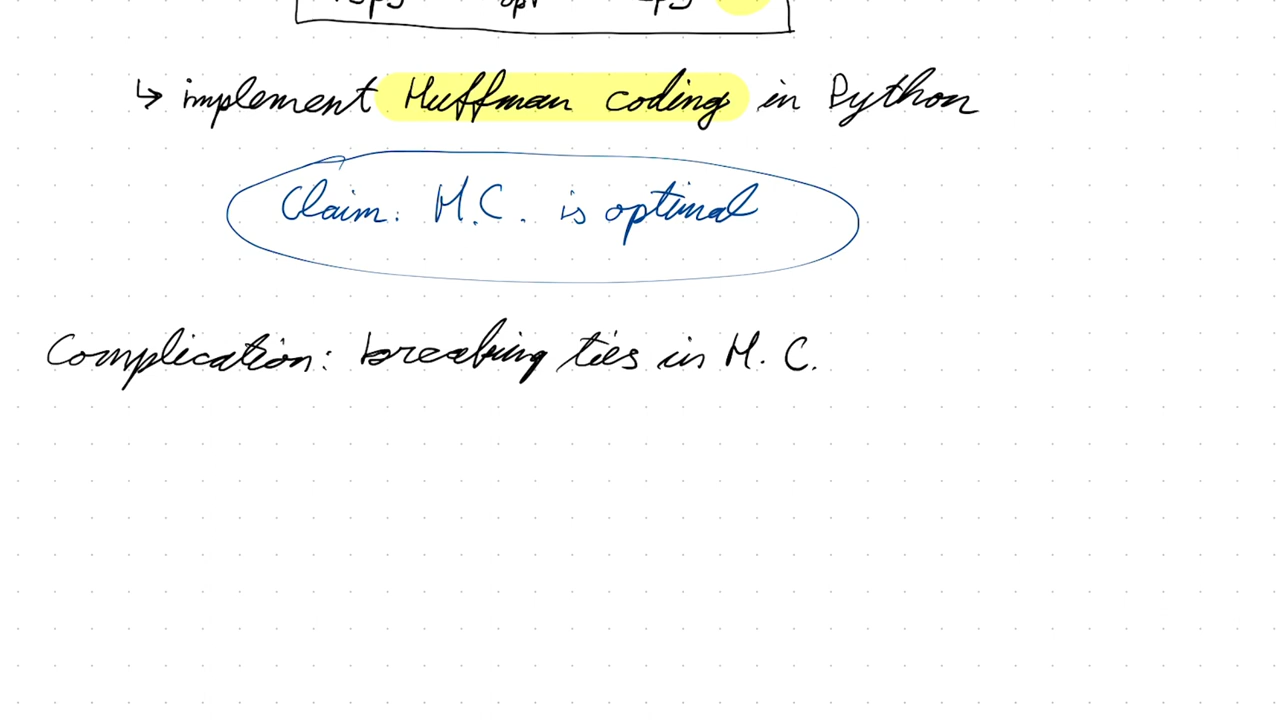 ↳ implement Huffman coding in Python
Claim: H.C. is optimal
Complication: breaking ties in H.C.